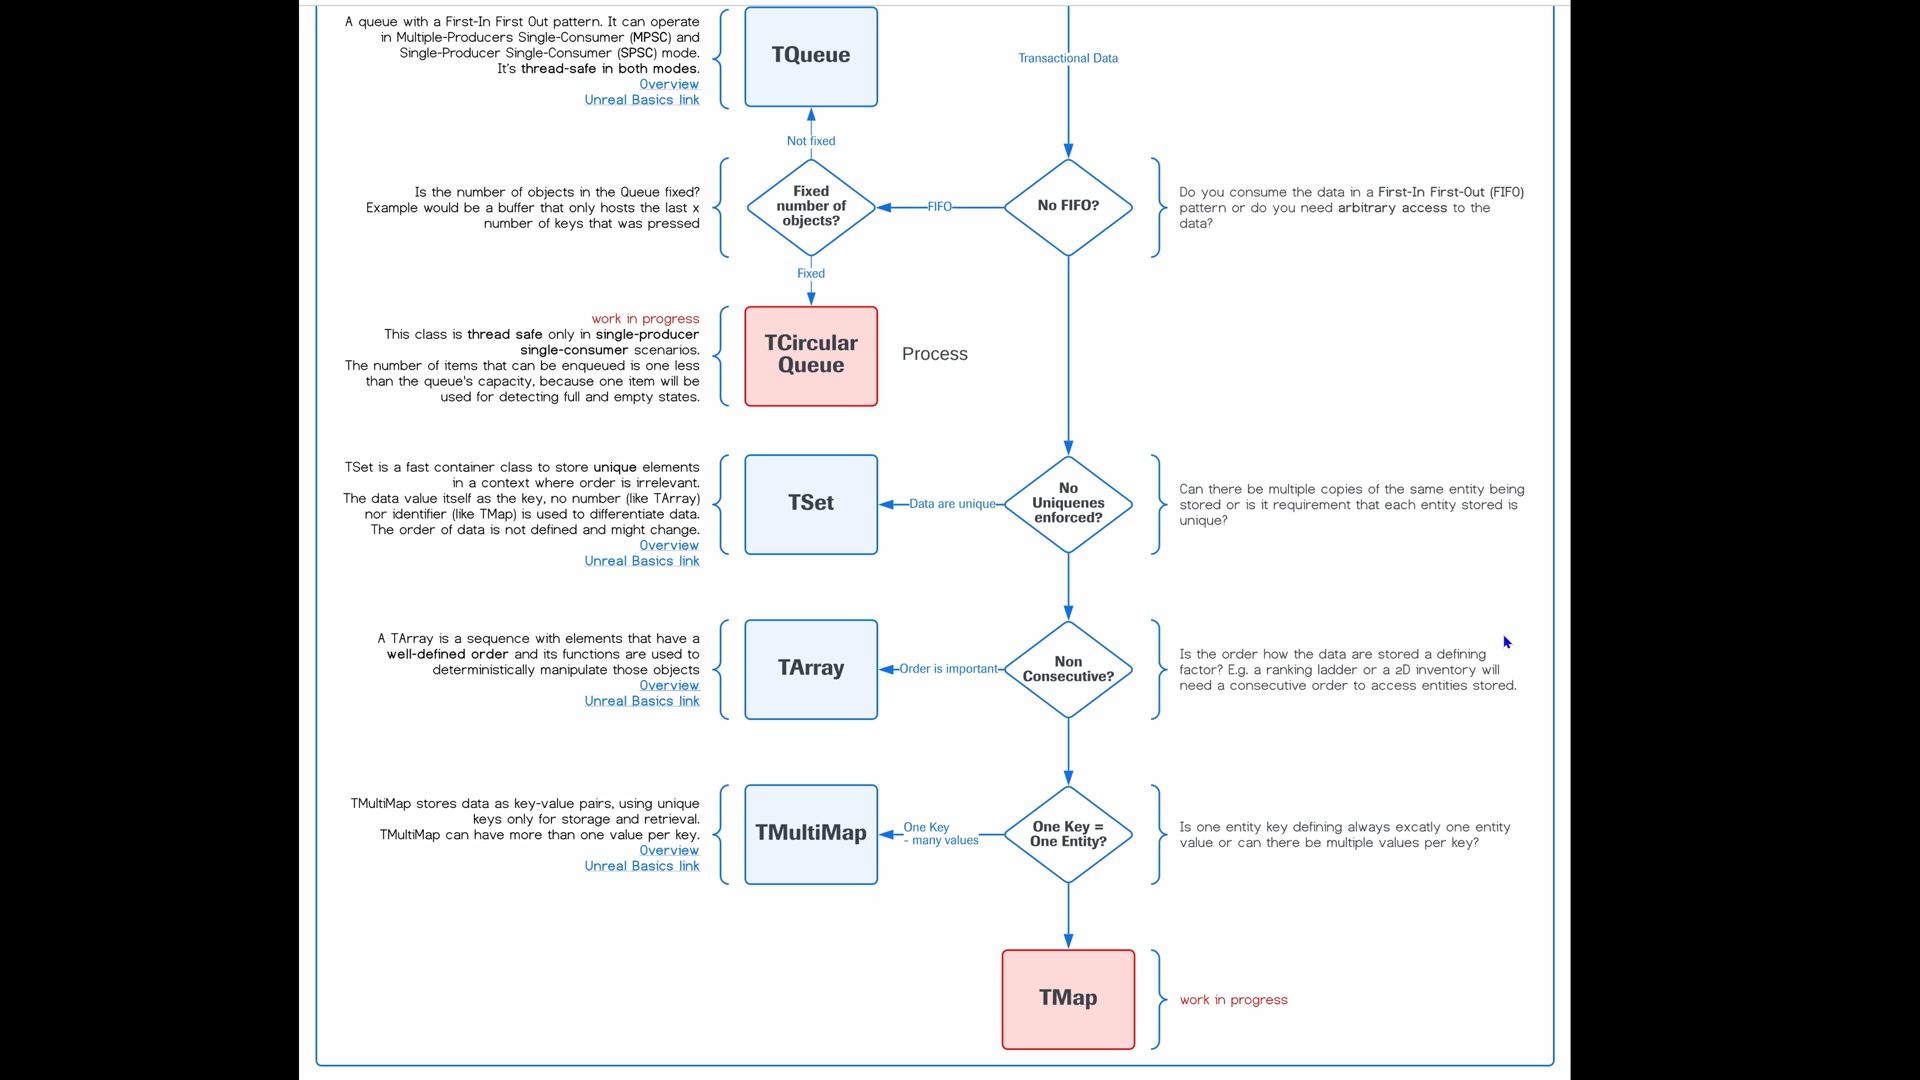 A queue with a First-In First Out pattern. It can operate
in Multiple-Producers Single-Consumer (MPSC) and
Single-Producer Single-Consumer (SPSC) mode.
It's thread-safe in both modes.
Overview
Unreal Basics link
TQueue
Transactional Data
Not fixed
Is the number of objects in the Queue fixed?
Example would be a buffer that only hosts the last x
number of keys that was pressed
Fixed
number of
objects?
FIFO
No FIFO?
Do you consume the data in a First-In First-Out (FIFO)
pattern or do you need arbitrary access to the
data?
Fixed
work in progress
This class is thread safe only in single-producer
single-consumer scenarios.
The number of items that can be enqueued is one less
than the queue's capacity, because one item will be
used for detecting full and empty states.
TCircular
Queue
Process
TSet is a fast container class to store unique elements
in a context where order is irrelevant.
The data value itself as the key, no number (like TArray)
nor identifier (like TMap) is used to differentiate data.
The order of data is not defined and might change.
Overview
Unreal Basics link
TSet
Data are unique
No
Uniquenes
enforced?
Can there be multiple copies of the same entity being
stored or is it requirement that each entity stored is
unique?
A TArray is a sequence with elements that have a
well-defined order and its functions are used to
deterministically manipulate those objects
Overview
Unreal Basics link
TArray
Order is important
Non
Consecutive?
Is the order how the data are stored a defining
factor? E.g. a ranking ladder or a 2D inventory will
need a consecutive order to access entities stored.
TMultiMap stores data as key-value pairs, using unique
keys only for storage and retrieval.
TMultiMap can have more than one value per key.
Overview
Unreal Basics link
TMultiMap
One Key
- many values
One Key =
One Entity?
Is one entity key defining always excatly one entity
value or can there be multiple values per key?
TMap
work in progress